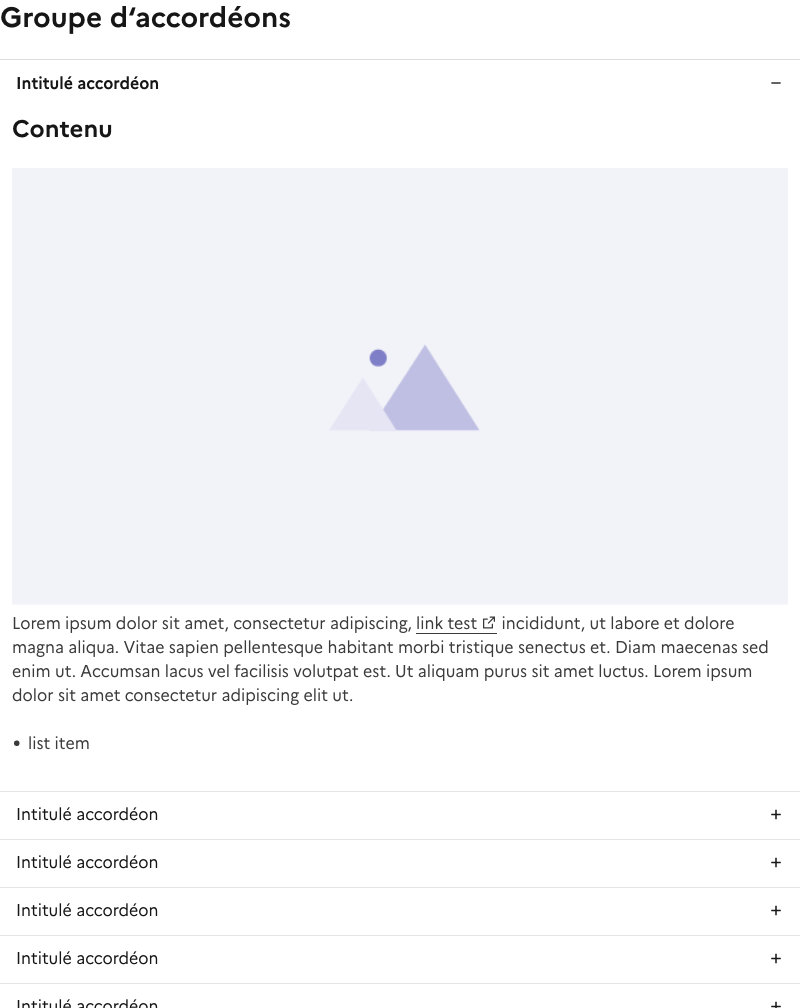 Groupe d‘accordéons
Intitulé accordéon
Contenu
Lorem ipsum dolor sit amet, consectetur adipiscing, link test incididunt, ut labore et dolore
magna aliqua. Vitae sapien pellentesque habitant morbi tristique senectus et. Diam maecenas sed
enim ut. Accumsan lacus vel facilisis volutpat est. Ut aliquam purus sit amet luctus. Lorem ipsum
dolor sit amet consectetur adipiscing elit ut.
• list item
Intitulé accordéon
Intitulé accordéon
Intitulé accordéon
Intitulé accordéon
Intitulé accordéon